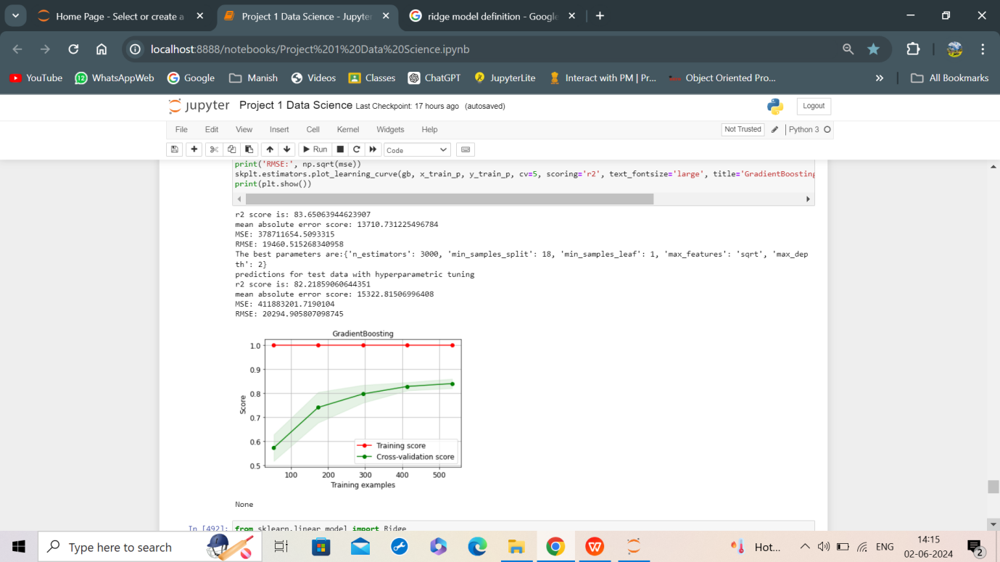 Home Page - Select or create a
Project 1 Data Science - Jupyter
ridge model definition - Google
localhost:8888/notebooks/Project%201%20Data%20Science.ipynb
YouTube
12
WhatsAppWeb
Google
Manish
Videos
Classes
ChatGPT
JupyterLite
Interact with PM | Pr...
Object Oriented Pro...
»
All Bookmarks
jupyter Project 1 Data Science Last Checkpoint: 17 hours ago (autosaved)
Logout
File Edit View Insert Cell Kernel Widgets Help
Not Trusted
Python 3
Run
Code
print('RMSE:', np.sqrt(mse))
skplt.estimators.plot_learning_curve(gb, x_train_p, y_train_p, cv=5, scoring='r2', text_fontsize='large', title='GradientBoosting
print(plt.show())
r2 score is: 83.65063944623907
mean absolute error score: 13710.731225496784
MSE: 378711654.5093315
RMSE: 19460.515268340958
The best parameters are:{'n_estimators': 3000, 'min_samples_split': 18, 'min_samples_leaf': 1, 'max_features': 'sqrt', 'max_dep
th': 2}
predictions for test data with hyperparametric tuning
r2 score is: 82.21859060644351
mean absolute error score: 15322.81506996408
MSE: 411883201.7190104
RMSE: 20294.905807098745
GradientBoosting
1.0
0.9
0.8
0.7
0.6
0.5
Score
Training score
Cross-validation score
100 200 300 400 500
Training examples
None
In [492]: from sklearn.linear_model import Ridge
Type here to search
Hot...
ENG
14:15
02-06-2024
2